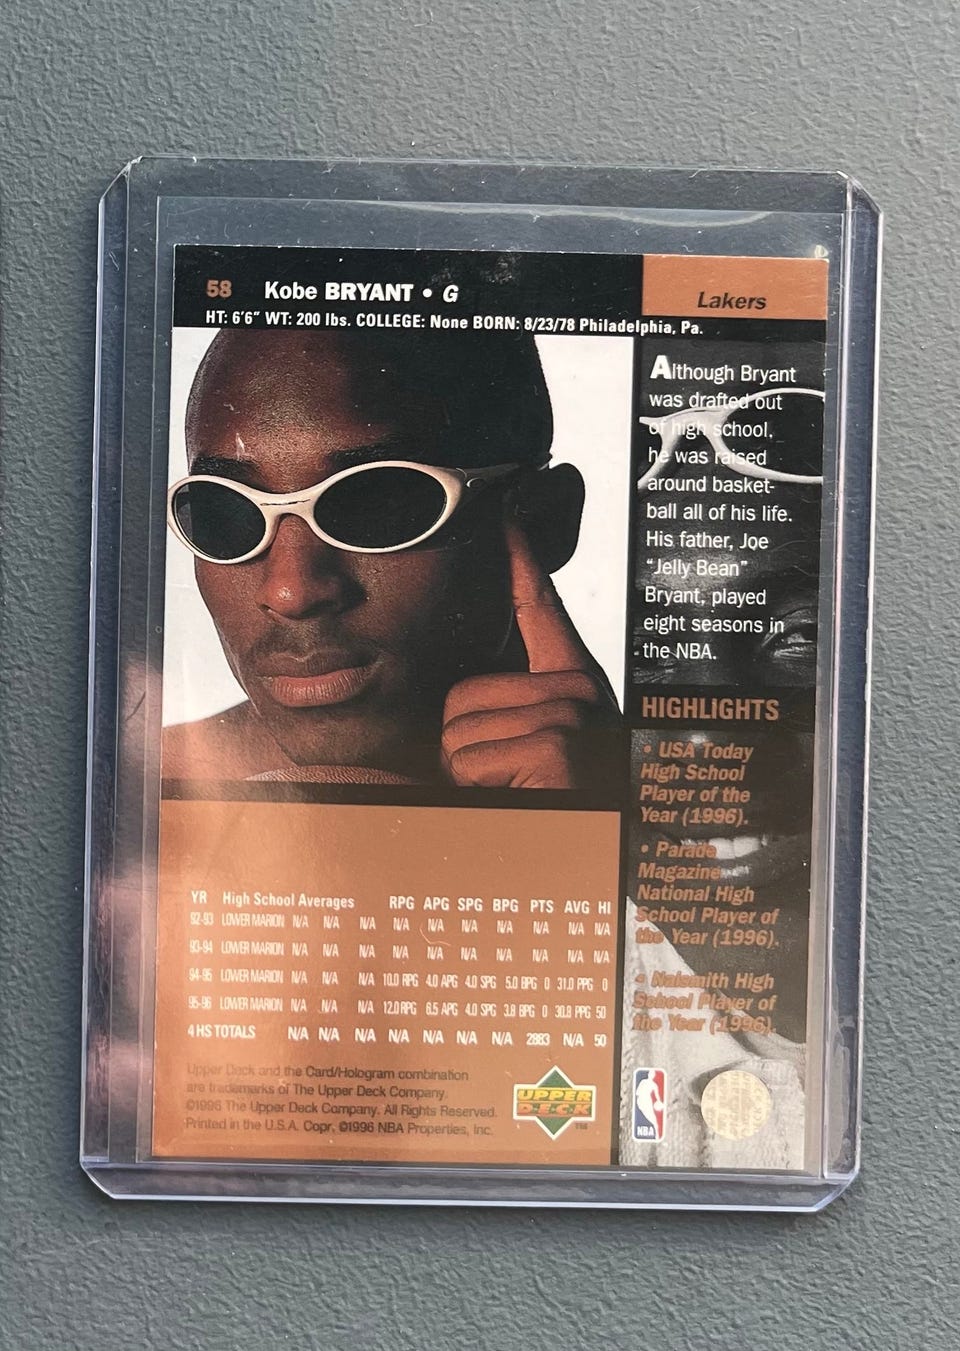 58 Kobe BRYANT • G
Lakers
HT: 6'6" WT: 200 lbs. COLLEGE: None BORN: 8/23/78 Philadelphia, Pa.
Although Bryant
was drafted out
of high school,
he was raised
around basket-
ball all of his life.
His father, Joe
"Jelly Bean"
Bryant, played
eight seasons in
the NBA.
HIGHLIGHTS
• USA Today
High School
Player of the
Year (1996).
• Parade
Magazine
National High
School Player of
the Year (1996).
• Naismith High
School Player of
the Year (1996).
YR High School Averages RPG APG SPG BPG PTS AVG HI
92-93 LOWER MARION N/A N/A N/A N/A N/A N/A N/A N/A N/A N/A
93-94 LOWER MARION N/A N/A N/A N/A N/A N/A N/A N/A N/A N/A
94-95 LOWER MARION N/A N/A N/A 10.0 RPG 4.0 APG 4.0 SPG 5.0 BPG 0 31.0 PPG 0
95-96 LOWER MARION N/A N/A N/A 12.0 RPG 6.5 APG 4.0 SPG 3.8 BPG 0 30.8 PPG 50
4 HS TOTALS N/A N/A N/A N/A N/A N/A N/A 2883 N/A 50
Upper Deck and the Card/Hologram combination
are trademarks of The Upper Deck Company.
©1996 The Upper Deck Company. All Rights Reserved.
Printed in the U.S.A. Copr. ©1996 NBA Properties, Inc.
UPPER
DECK
TM
NBA